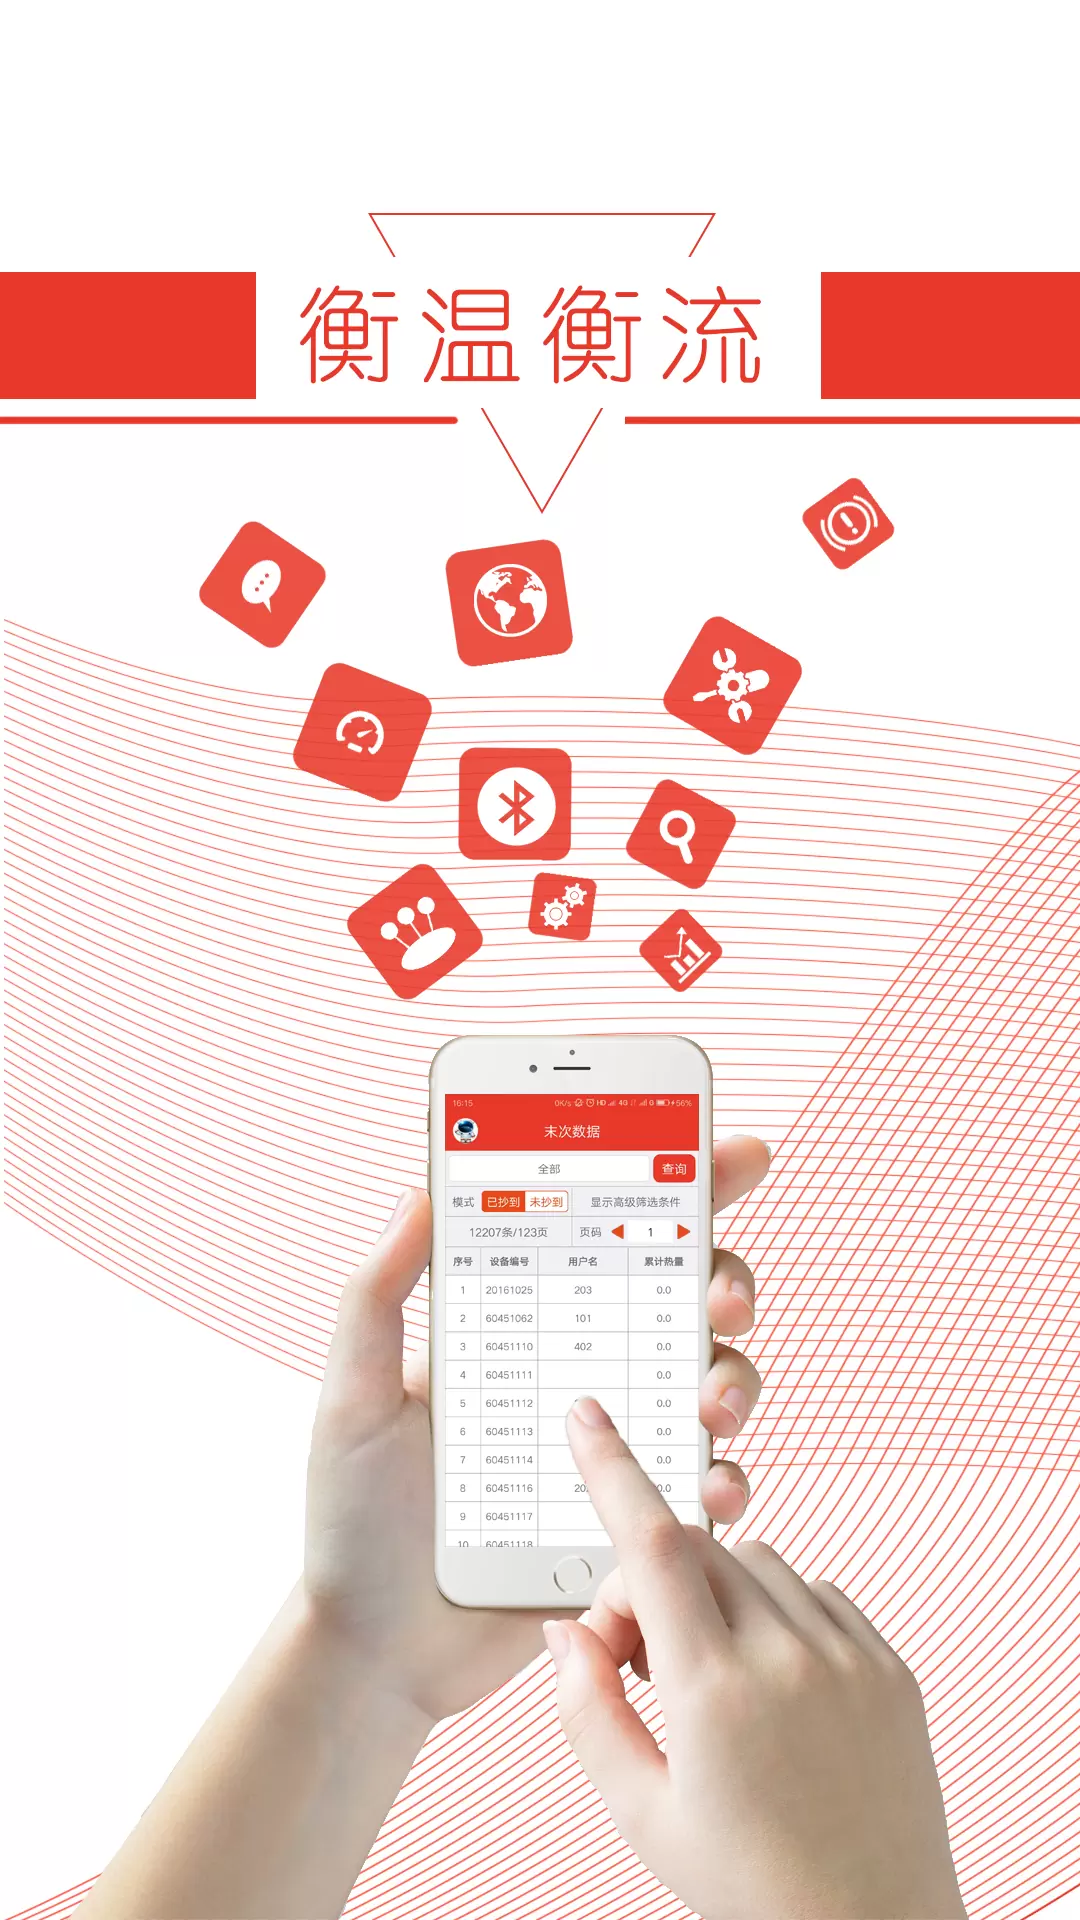 衡温衡流
16:15 0K/s HD 4G G 56%
末次数据
全部 查询
模式 已抄到 未抄到 显示高级筛选条件
12207条/123页 页码 1
序号 设备编号 用户名 累计热量
1 20161025 203 0.0
2 60451062 101 0.0
3 60451110 402 0.0
4 60451111 0.0
5 60451112 0.0
6 60451113 0.0
7 60451114 0.0
8 60451116 0.0
9 60451117
10 60451118